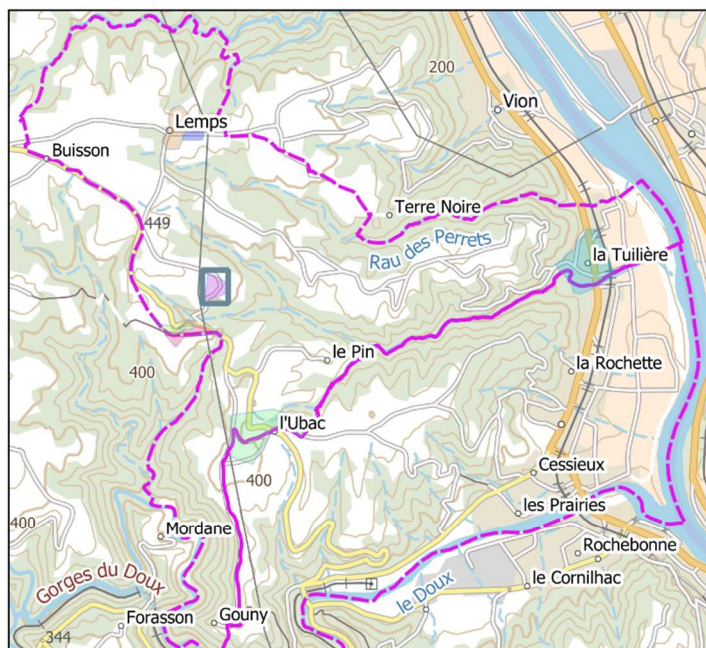 200
Vion
Lemps
Buisson
Terre Noire
449
Rau des Perrets
la Tuilière
le Pin
400
la Rochette
l'Ubac
400
Cessieux
400
les Prairies
Mordane
Rochebonne
Gorges du Doux
le Doux
le Cornilhac
Forasson
Gouny
344